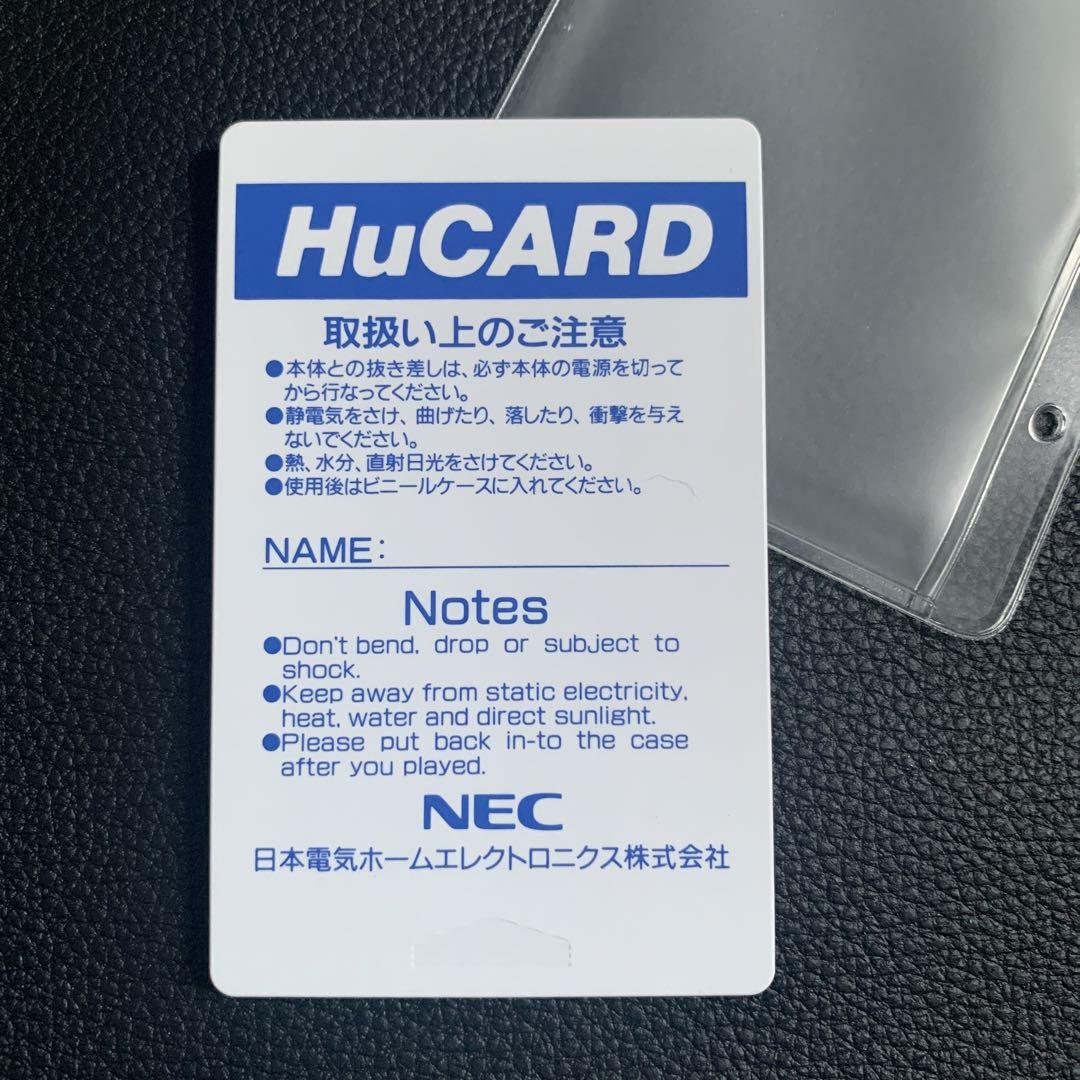 HuCARD
取扱い上のご注意
●本体との抜き差しは、必ず本体の電源を切って
から行なってください。
●静電気をさけ、曲げたり、落したり、衝撃を与え
ないでください。
●熱、水分、直射日光をさけてください。
●使用後はビニールケースに入れてください。
NAME:
Notes
●Don't bend, drop or subject to
shock.
●Keep away from static electricity,
heat, water and direct sunlight.
●Please put back in-to the case
after you played.
NEC
日本電気ホームエレクトロニクス株式会社